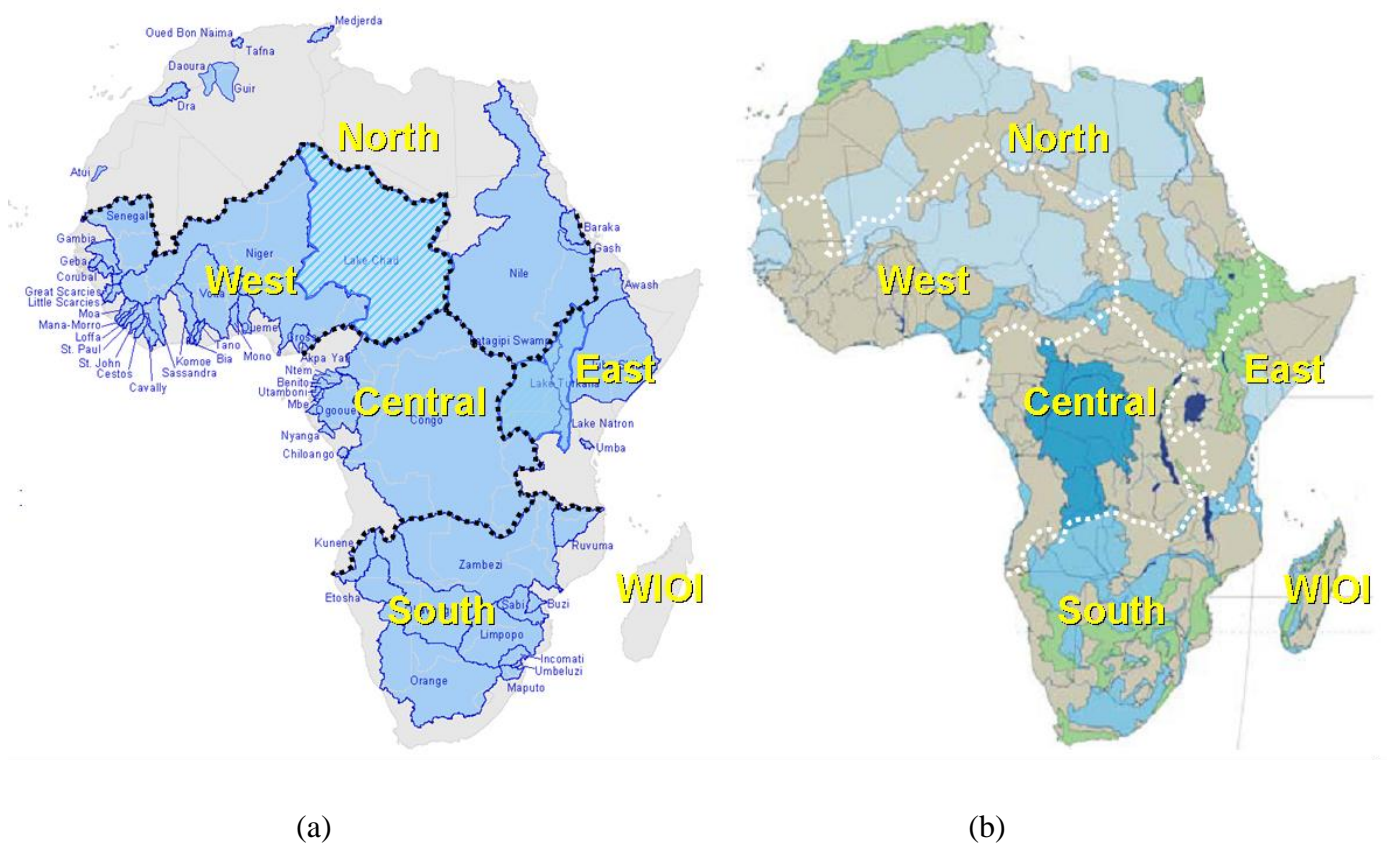 Medjerda
Oued Bon Naima
Tafna
Daoura
Guir
Dra
North
Atui
Senegal
Baraka
Gambia
Gash
Niger
Geba
Lake Chad
West
Nile
Corubal
Awash
Volta
Great Scarcies
Little Scarcies
Moa
Mana-Morro
Oueme
Loffa
Cross
St. Paul
Tano
St. John
Komoe
Bia
Mono
Akpa Yafi
Cestos
Sassandra
Cavally
Ntem
East
Benito
Lake Turkana
Utamboni
Central
Mbe
Ogooue
Congo
Lake Natron
Nyanga
Umba
Chiloango
Kunene
Ruvuma
Zambezi
WIOI
Etosha
South
Sabi
Buzi
Limpopo
Incomati
Umbeluzi
Orange
Maputo
(a)
North
West
East
Central
WIOI
South
(b)